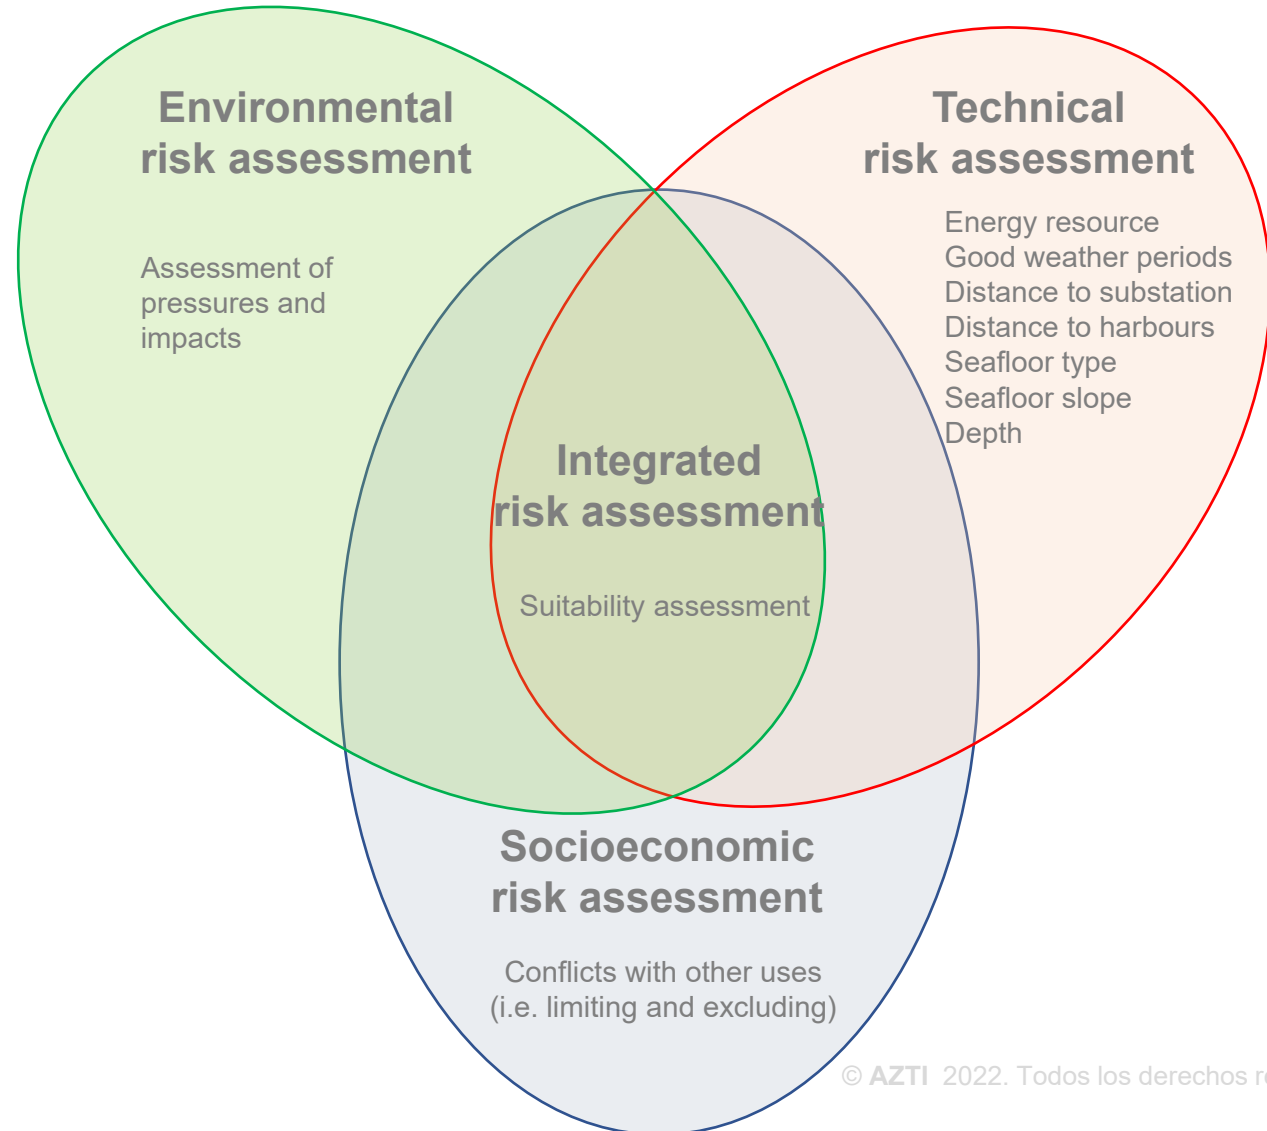 Environmental
risk assessment
Assessment of
pressures and
impacts
Technical
risk assessment
Energy resource
Good weather periods
Distance to substation
Distance to harbours
Seafloor type
Seafloor slope
Depth
Integrated
risk assessment
Suitability assessment
Socioeconomic
risk assessment
Conflicts with other uses
(i.e. limiting and excluding)
© AZTI 2022. Todos los derechos